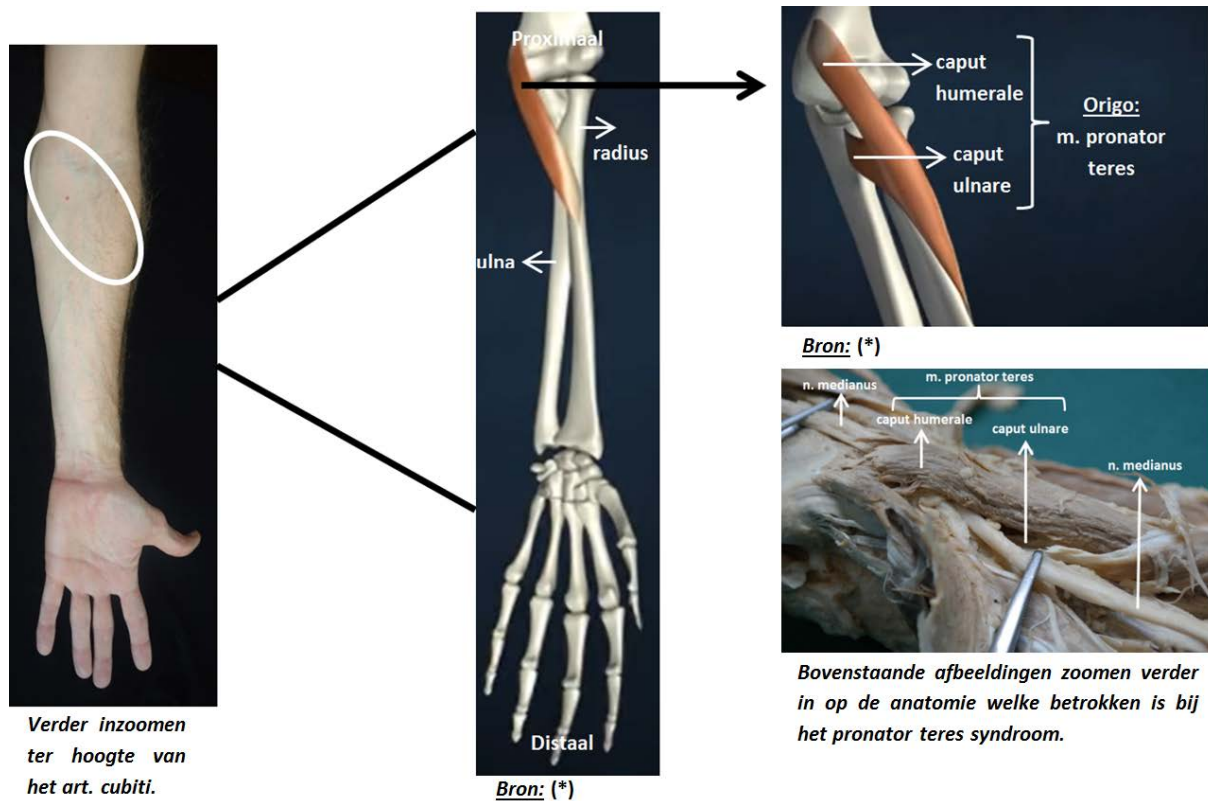 Verder inzoomen
ter hoogte van
het art. cubiti.
Proximaal
radius
ulna
Distaal
Bron: (*)
caput
humerale
caput
ulnare
Origo:
m. pronator
teres
Bron: (*)
n. medianus
m. pronator teres
caput humerale
caput ulnare
n. medianus
Bovenstaande afbeeldingen zoomen verder
in op de anatomie welke betrokken is bij
het pronator teres syndroom.